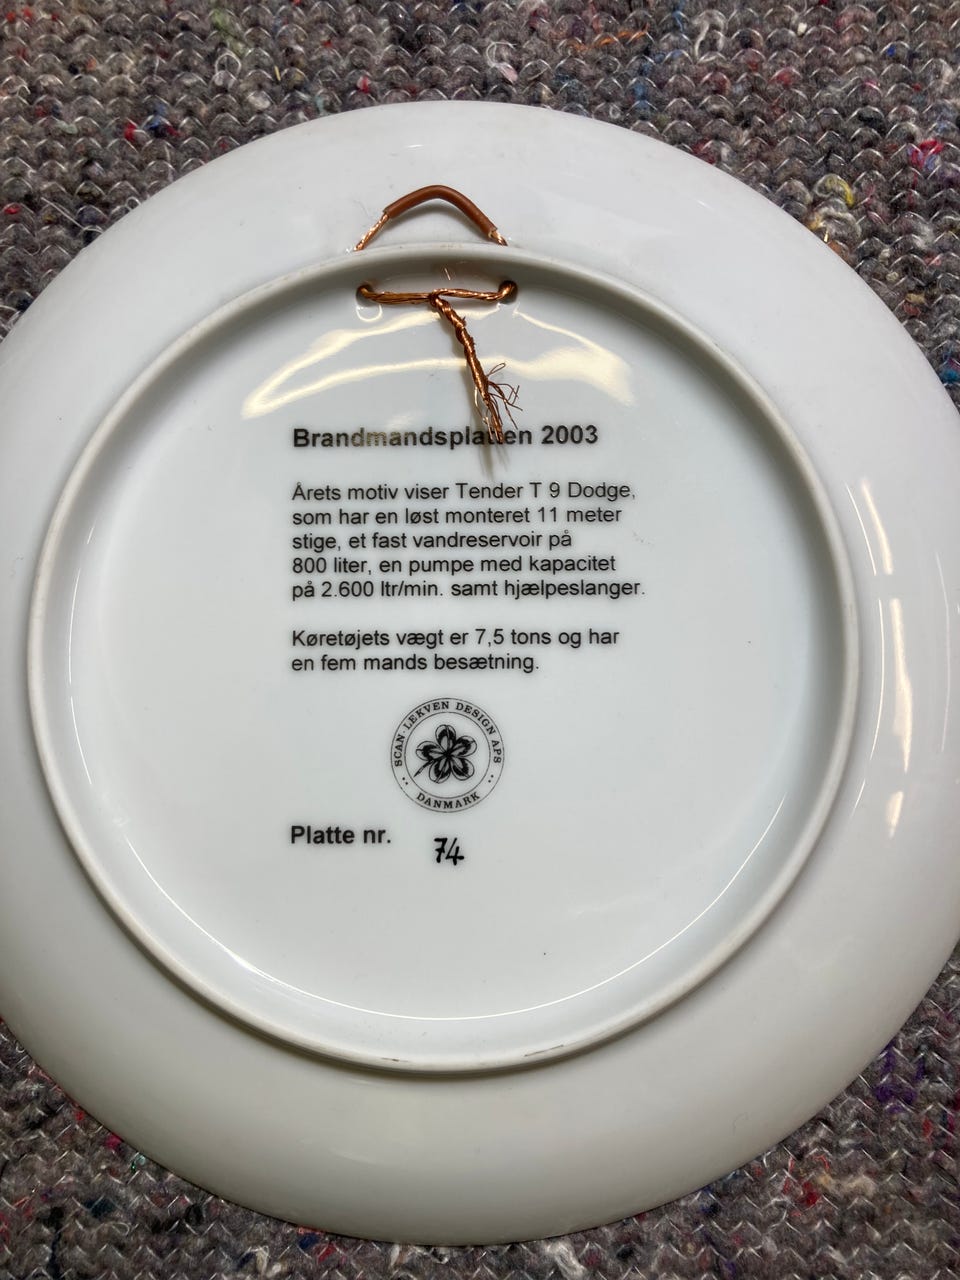 Brandmandsplatten 2003
Årets motiv viser Tender T 9 Dodge,
som har en løst monteret 11 meter
stige, et fast vandreservoir på
800 liter, en pumpe med kapacitet
på 2.600 ltr/min. samt hjælpeslanger.
Køretøjets vægt er 7,5 tons og har
en fem mands besætning.
SCAN·LEKVEN DESIGN APS
DANMARK
Platte nr. 74